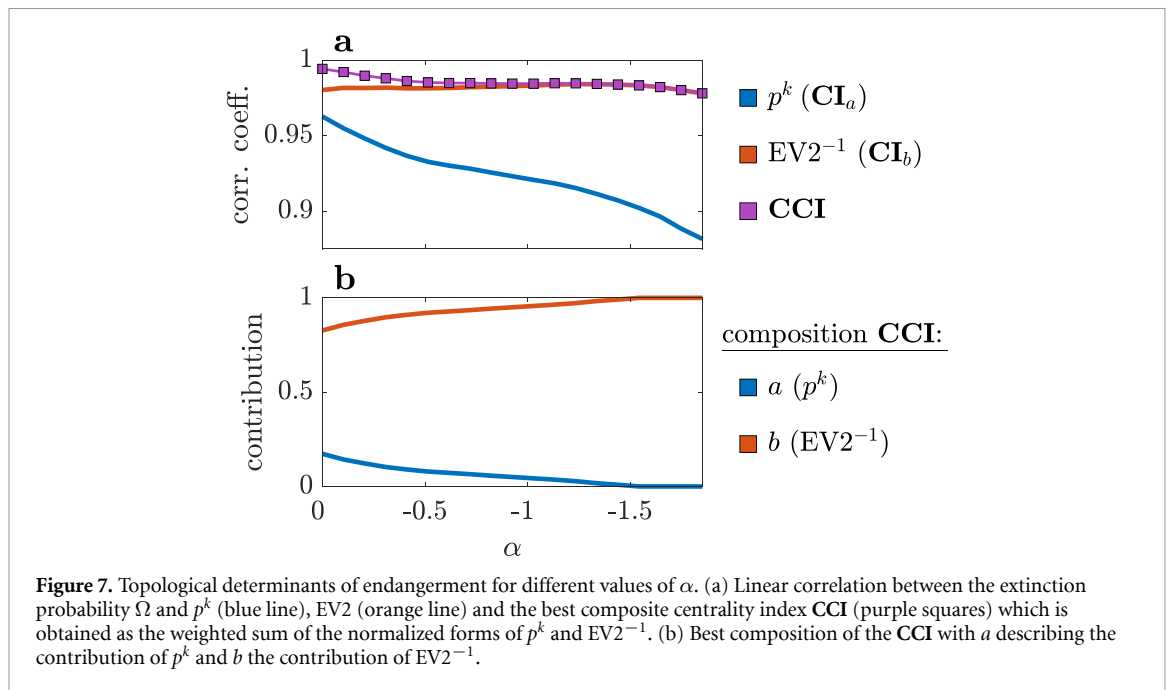 a
1
0.95
0.9
corr. coeff.
p^k (CI_a)
EV2^−1 (CI_b)
CCI
b
1
0.5
0
contribution
0
-0.5
-1
-1.5
α
composition CCI:
a (p^k)
b (EV2^−1)
Figure 7. Topological determinants of endangerment for different values of α. (a) Linear correlation between the extinction
probability Ω and p^k (blue line), EV2 (orange line) and the best composite centrality index CCI (purple squares) which is
obtained as the weighted sum of the normalized forms of p^k and EV2^−1. (b) Best composition of the CCI with a describing the
contribution of p^k and b the contribution of EV2^−1.